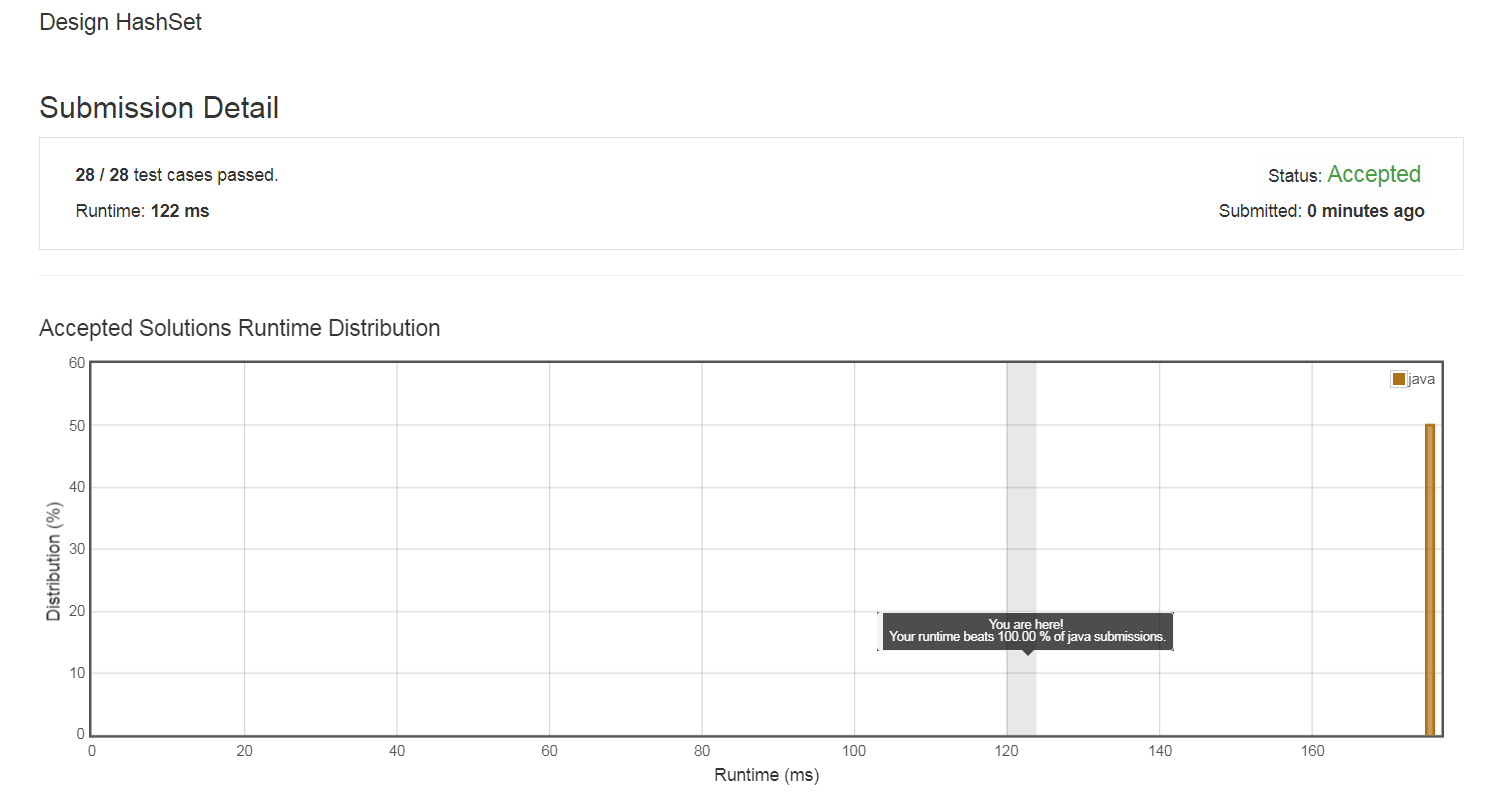 Design HashSet
Submission Detail
28 / 28 test cases passed.
Status: Accepted
Runtime: 122 ms
Submitted: 0 minutes ago
Accepted Solutions Runtime Distribution
60
50
40
30
20
10
0
Distribution (%)
java
You are here!
Your runtime beats 100.00 % of java submissions.
0 20 40 60 80 100 120 140 160
Runtime (ms)